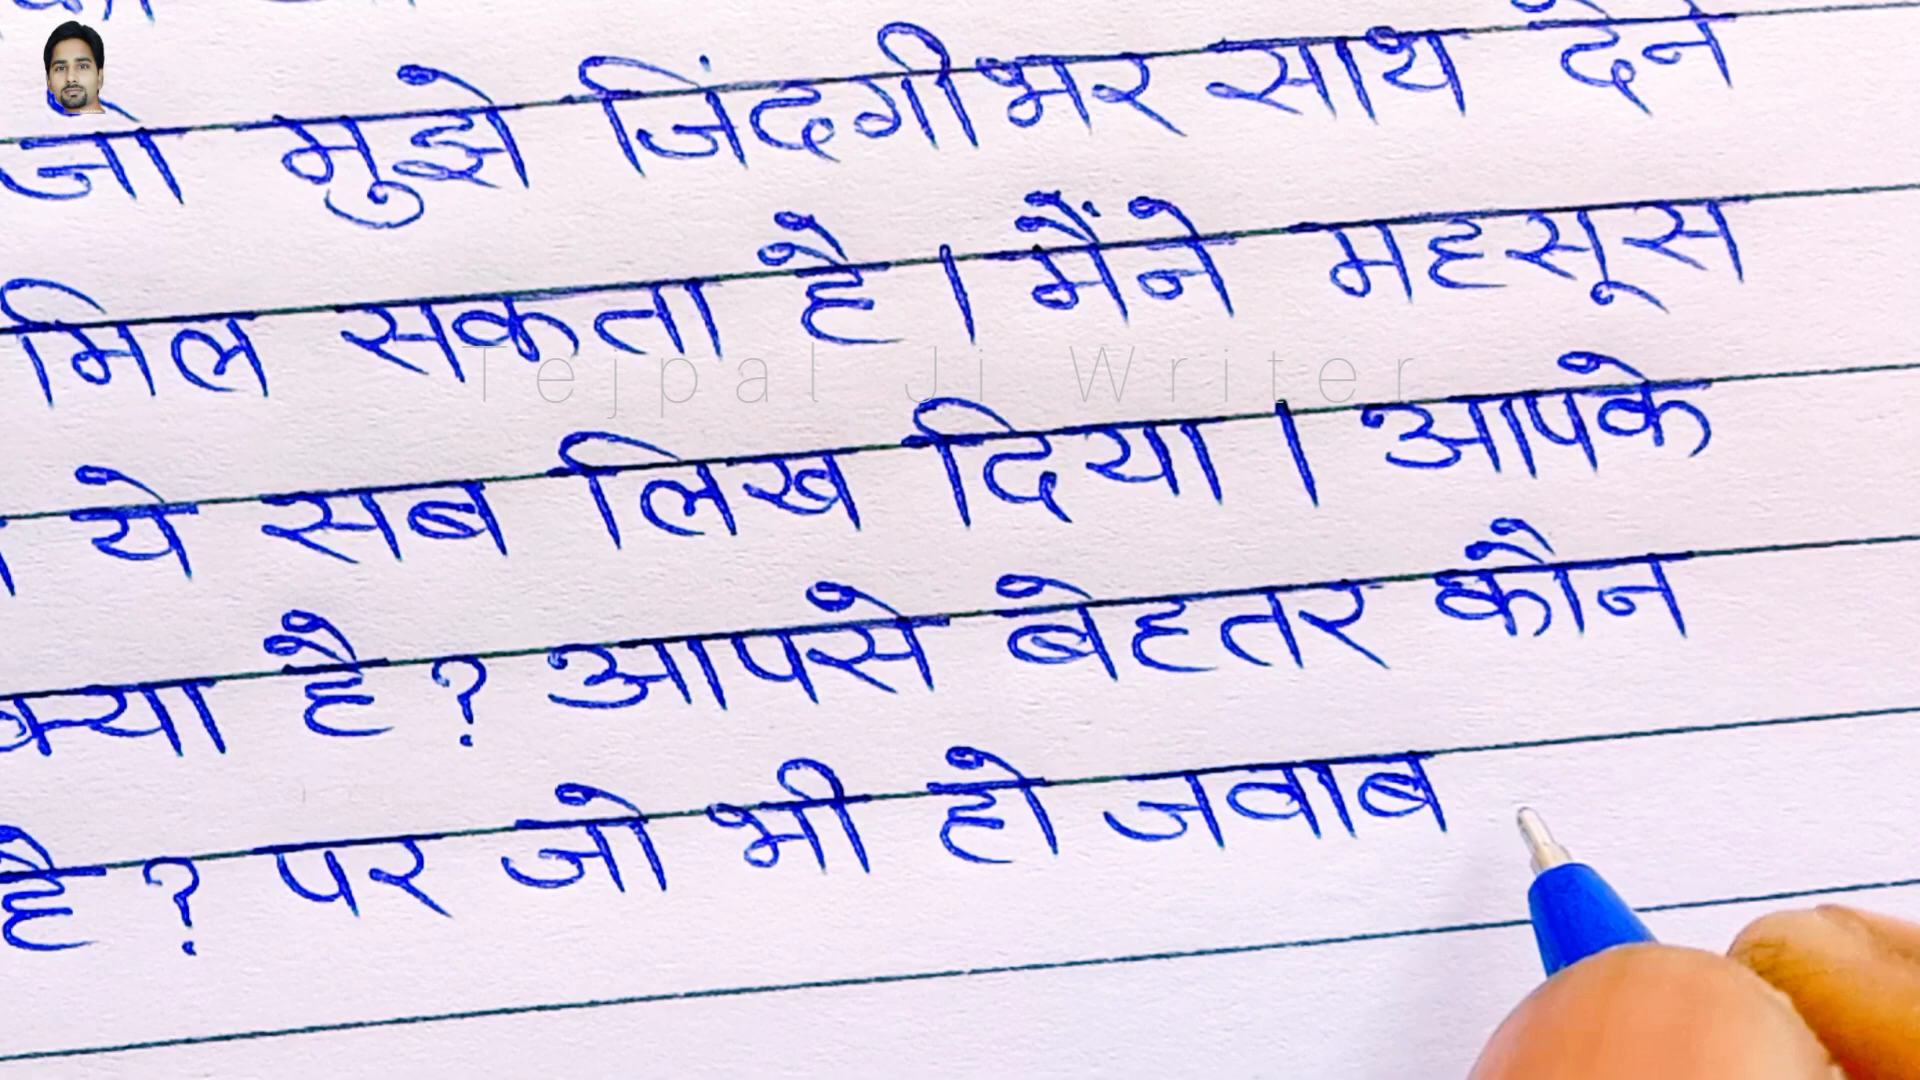 जो मुझे जिंदगीभर साथ देने
मिल सकता है। मैंने महसूस
Tejpal Ji Writer
ये सब लिख दिया। आपके
क्या है? आपसे बेहतर कौन
है? पर जो भी हो जवाब